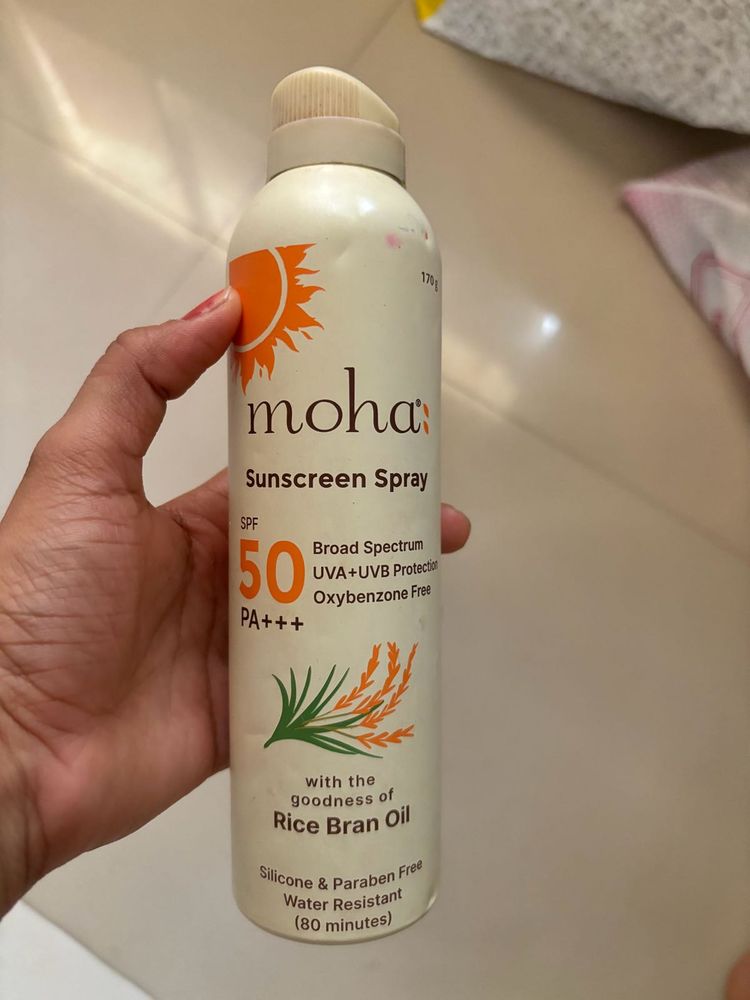 170 g
moha:
Sunscreen Spray
SPF
50
PA+++
Broad Spectrum
UVA+UVB Protection
Oxybenzone Free
with the
goodness of
Rice Bran Oil
Silicone & Paraben Free
Water Resistant
(80 minutes)